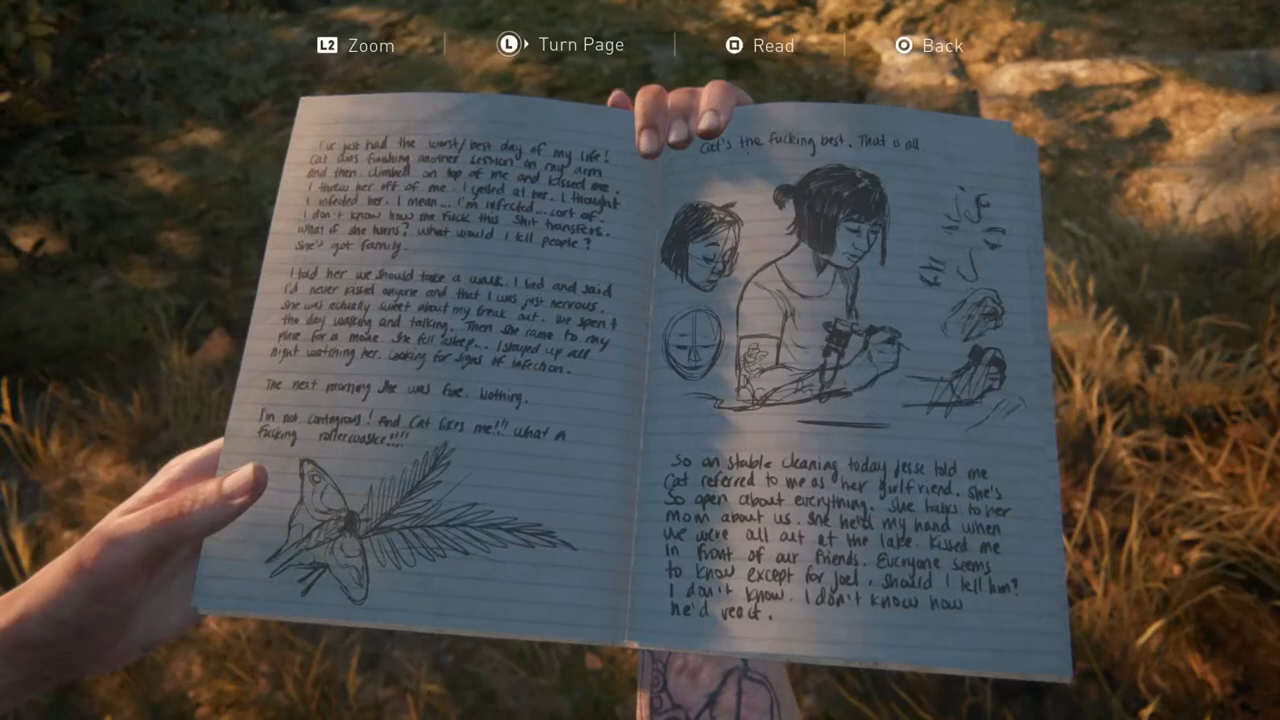 L2 Zoom
L Turn Page
Read
Back
I've just had the worst/best day of my life!
Cat was finishing another session on my arm
and then climbed on top of me and kissed me.
I threw her off of me. I yelled at her. I thought
I infected her. I mean... I'm infected... sort of.
I don't know how the fuck this shit transfers.
What if she turns? What would I tell people?
She's got family.
I told her we should take a walk. I lied and said
I'd never kissed anyone and that I was just nervous.
She was actually sweet about my freak out. We spent
the day walking and talking. Then she came to my
place for a movie. She fell asleep... I stayed up all
night watching her. Looking for signs of infection.
The next morning she was fine. Nothing.
I'm not contagious! And Cat likes me!!! What a
fucking rollercoaster!!!!
Cat's the fucking best. That is all
So on stable cleaning today Jesse told me
Cat referred to me as her girlfriend. She's
so open about everything. She talks to her
mom about us. She held my hand when
we were all out at the lake. Kissed me
in front of our friends. Everyone seems
to know except for Joel. Should I tell him?
I don't know. I don't know how
he'd react.